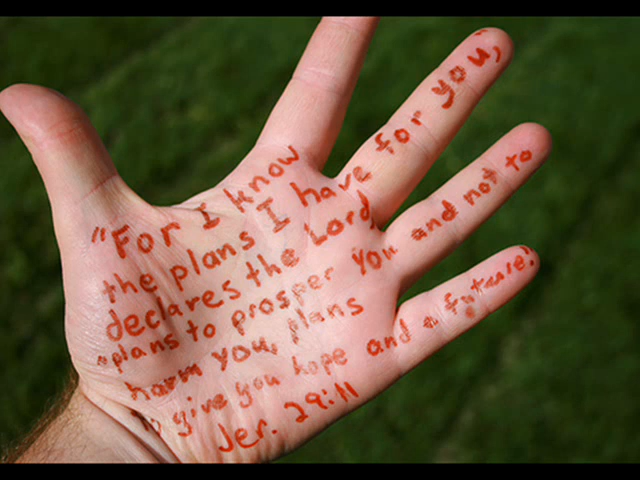 "For I know
the plans I have for you,"
declares the Lord,
"plans to prosper you and not to
harm you, plans
to give you hope and a future."
Jer. 29:11